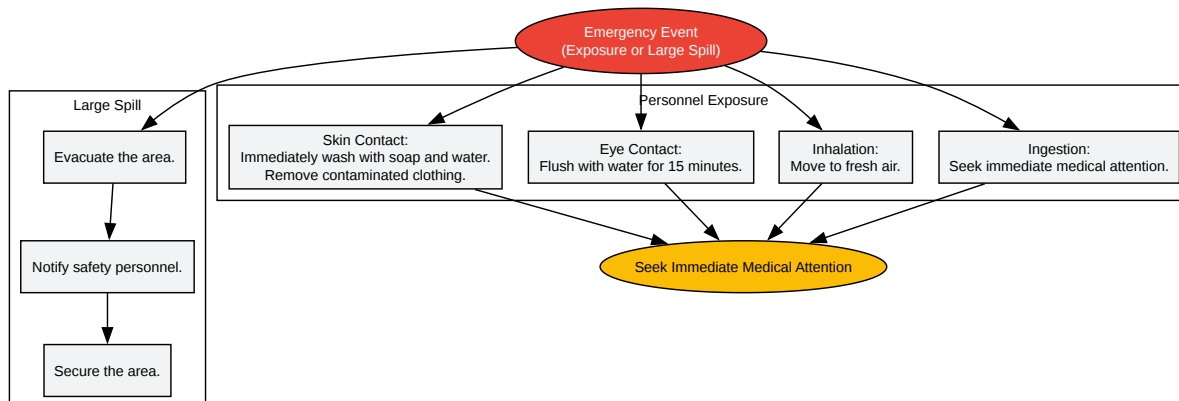 Emergency Event
(Exposure or Large Spill)
Large Spill
Evacuate the area.
Notify safety personnel.
Secure the area.
Personnel Exposure
Skin Contact:
Immediately wash with soap and water.
Remove contaminated clothing.
Eye Contact:
Flush with water for 15 minutes.
Inhalation:
Move to fresh air.
Ingestion:
Seek immediate medical attention.
Seek Immediate Medical Attention